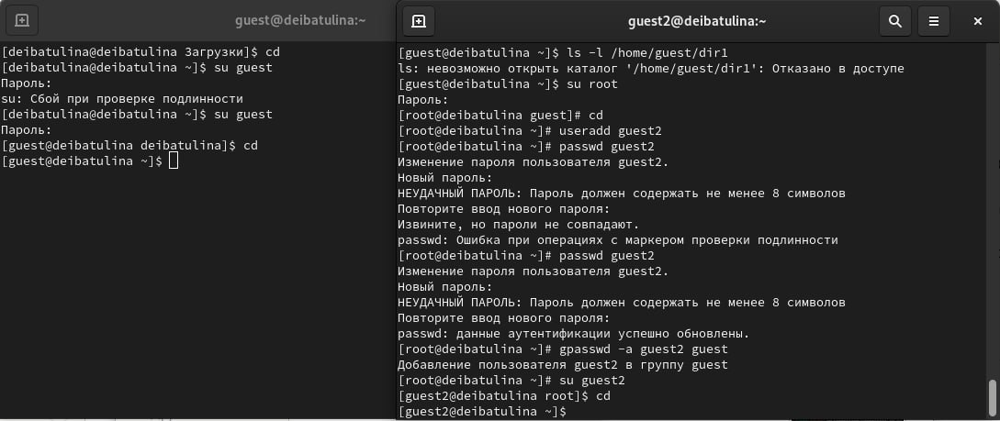 guest@deibatulina:~
[deibatulina@deibatulina Загрузки]$ cd
[deibatulina@deibatulina ~]$ su guest
Пароль:
su: Сбой при проверке подлинности
[deibatulina@deibatulina ~]$ su guest
Пароль:
[guest@deibatulina deibatulina]$ cd
[guest@deibatulina ~]$
guest2@deibatulina:~
[guest@deibatulina ~]$ ls -l /home/guest/dir1
ls: невозможно открыть каталог '/home/guest/dir1': Отказано в доступе
[guest@deibatulina ~]$ su root
Пароль:
[root@deibatulina guest]# cd
[root@deibatulina ~]# useradd guest2
[root@deibatulina ~]# passwd guest2
Изменение пароля пользователя guest2.
Новый пароль:
НЕУДАЧНЫЙ ПАРОЛЬ: Пароль должен содержать не менее 8 символов
Повторите ввод нового пароля:
Извините, но пароли не совпадают.
passwd: Ошибка при операциях с маркером проверки подлинности
[root@deibatulina ~]# passwd guest2
Изменение пароля пользователя guest2.
Новый пароль:
НЕУДАЧНЫЙ ПАРОЛЬ: Пароль должен содержать не менее 8 символов
Повторите ввод нового пароля:
passwd: данные аутентификации успешно обновлены.
[root@deibatulina ~]# gpasswd -a guest2 guest
Добавление пользователя guest2 в группу guest
[root@deibatulina ~]# su guest2
[guest2@deibatulina root]$ cd
[guest2@deibatulina ~]$